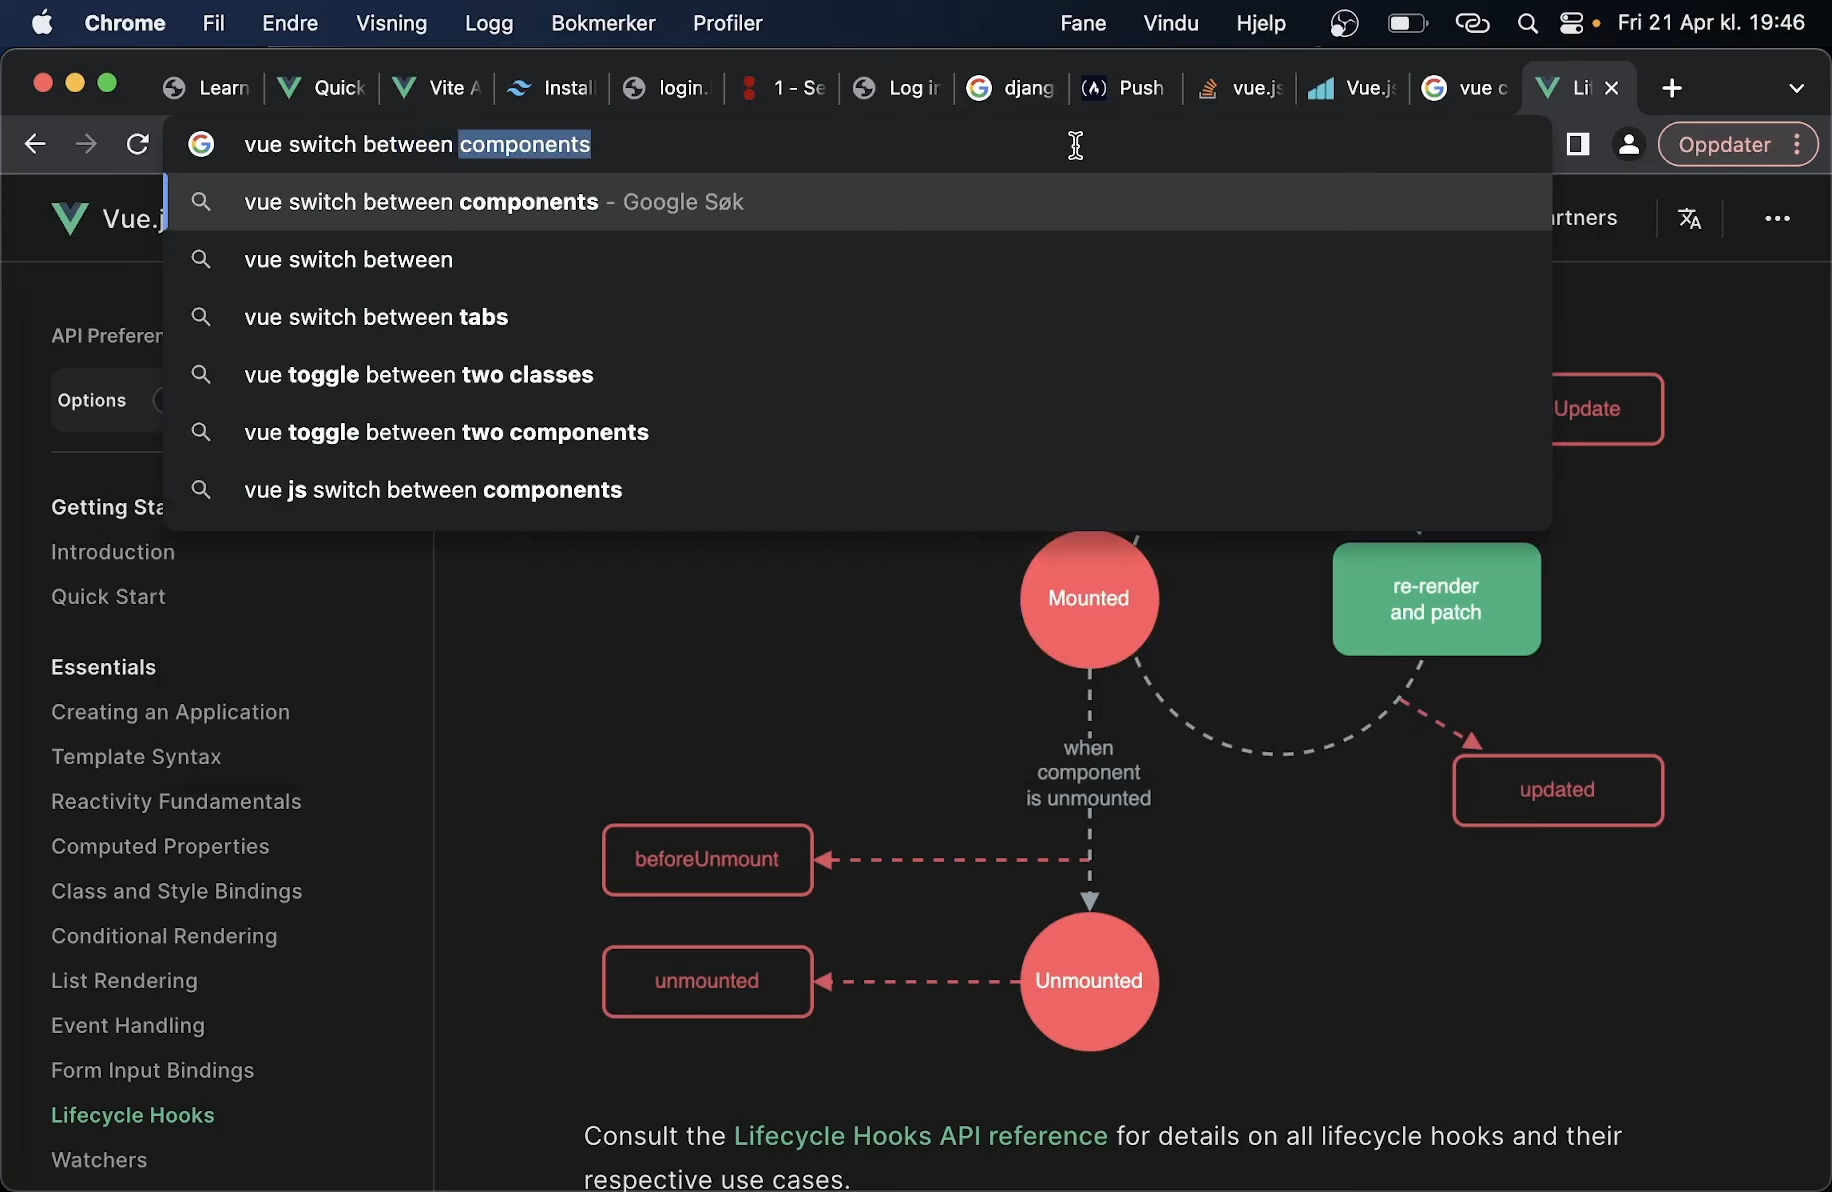 Chrome Fil Endre Visning Logg Bokmerker Profiler Fane Vindu Hjelp Fri 21 Apr kl. 19:46
Learn Quick Vite Instal login. 1 - Se Log in djang Push vue.js Vue.js vue c Li
vue switch between components Oppdater
vue switch between components - Google Søk
vue switch between
vue switch between tabs
vue toggle between two classes
vue toggle between two components
vue js switch between components
Vue.j
artners
API Preferen
Options
Update
Getting Sta
Introduction
Quick Start
Essentials
Creating an Application
Template Syntax
Reactivity Fundamentals
Computed Properties
Class and Style Bindings
Conditional Rendering
List Rendering
Event Handling
Form Input Bindings
Lifecycle Hooks
Watchers
Mounted
re-render
and patch
when
component
is unmounted
updated
beforeUnmount
unmounted
Unmounted
Consult the Lifecycle Hooks API reference for details on all lifecycle hooks and their
respective use cases.